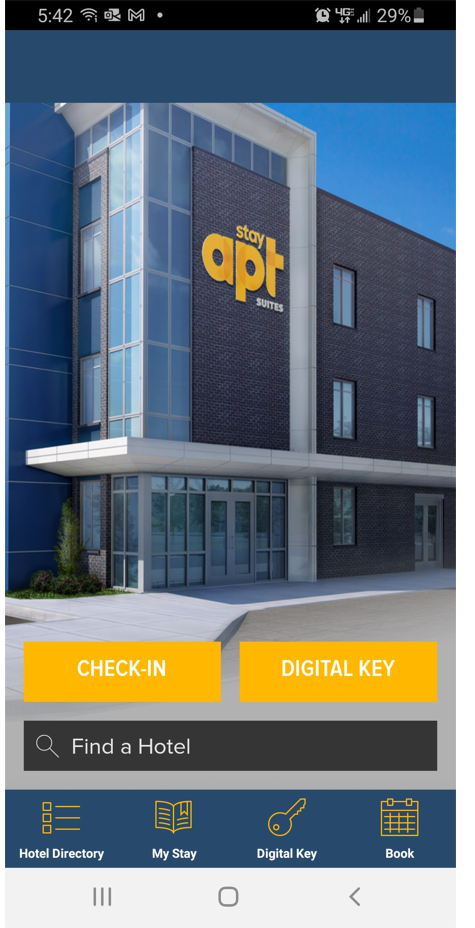 5:42
4GE
29%
stay
apt
SUITES
CHECK-IN
DIGITAL KEY
Find a Hotel
Hotel Directory
My Stay
Digital Key
Book